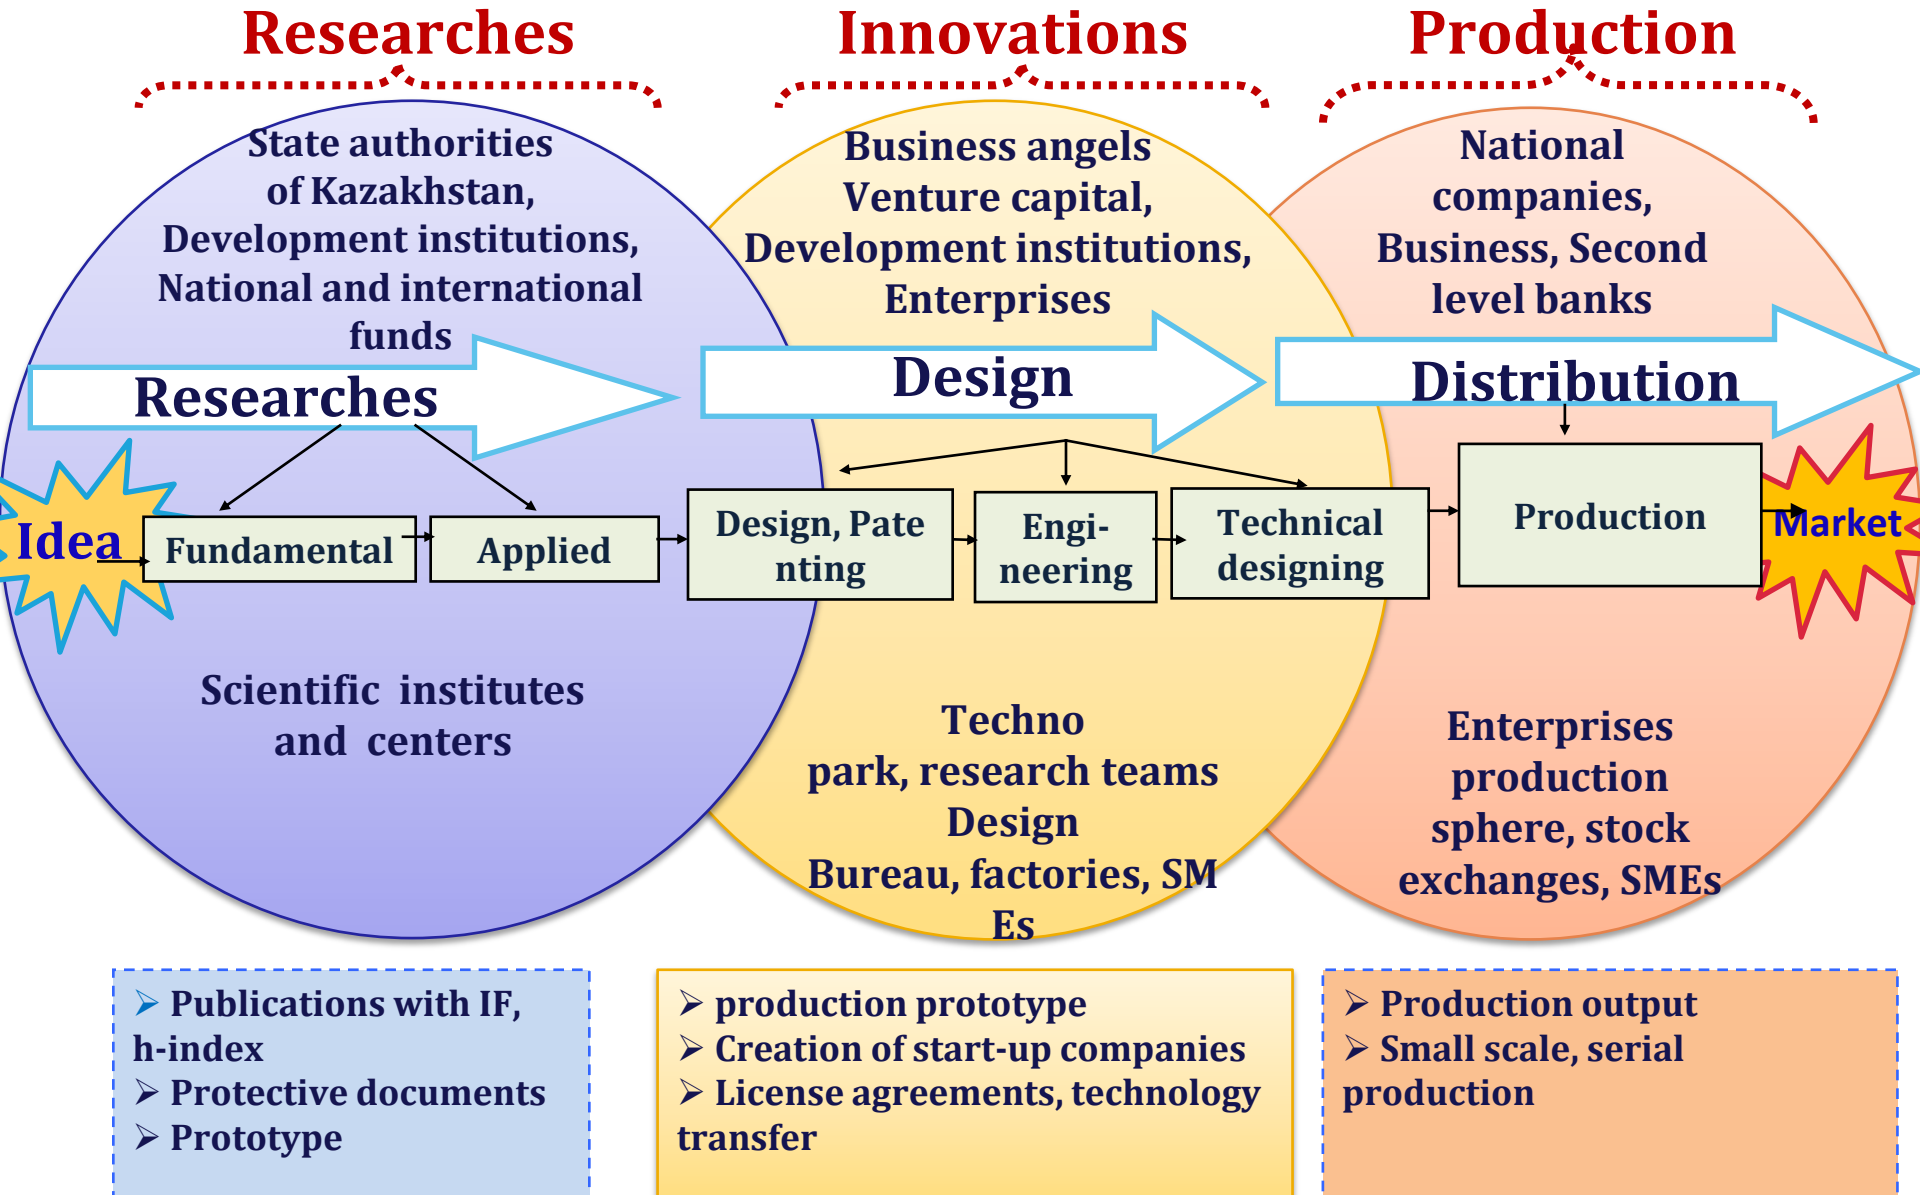 Researches
Innovations
Production
State authorities
of Kazakhstan,
Development institutions,
National and international
funds
Business angels
Venture capital,
Development institutions,
Enterprises
National
companies,
Business, Second
level banks
Researches
Design
Distribution
Idea
Fundamental
Applied
Design, Pate
nting
Engi-
neering
Technical
designing
Production
Market
Scientific institutes
and centers
Techno
park, research teams
Design
Bureau, factories, SM
Es
Enterprises
production
sphere, stock
exchanges, SMEs
➢ Publications with IF,
h-index
➢ Protective documents
➢ Prototype
➢ production prototype
➢ Creation of start-up companies
➢ License agreements, technology
transfer
➢ Production output
➢ Small scale, serial
production